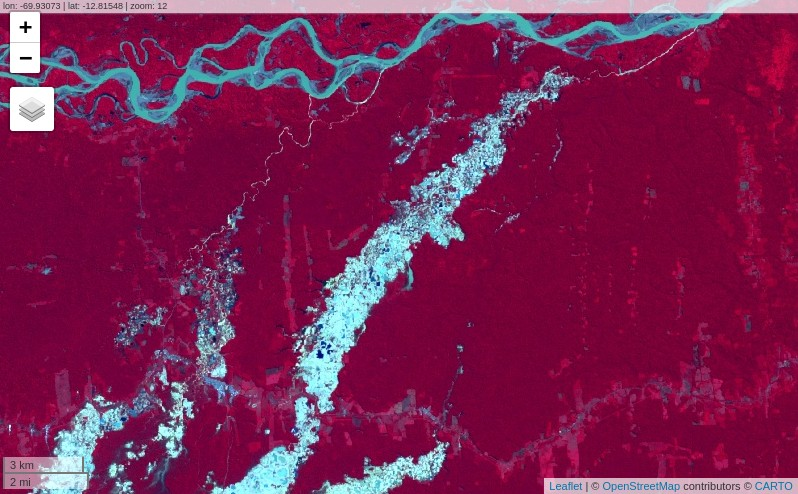 lon: -69.93073 | lat: -12.81548 | zoom: 12
+
−
3 km
2 mi
Leaflet | © OpenStreetMap contributors © CARTO